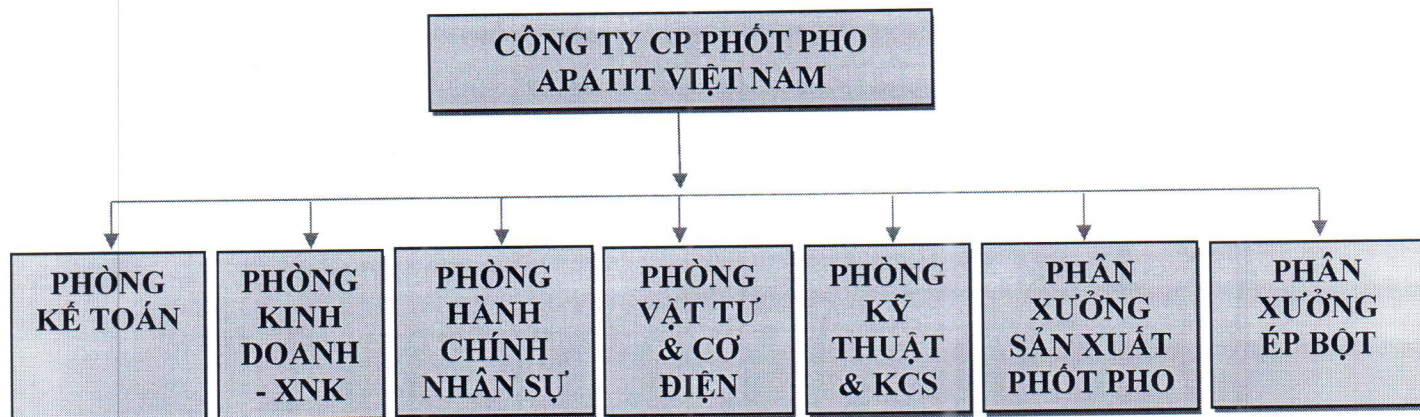 CÔNG TY CP PHỐT PHO
APATIT VIỆT NAM
PHÒNG
KẾ TOÁN
PHÒNG
KINH
DOANH
- XNK
PHÒNG
HÀNH
CHÍNH
NHÂN SỰ
PHÒNG
VẬT TƯ
& CƠ
ĐIỆN
PHÒNG
KỸ
THUẬT
& KCS
PHÂN
XƯỞNG
SẢN XUẤT
PHỐT PHO
PHÂN
XƯỞNG
ÉP BỘT